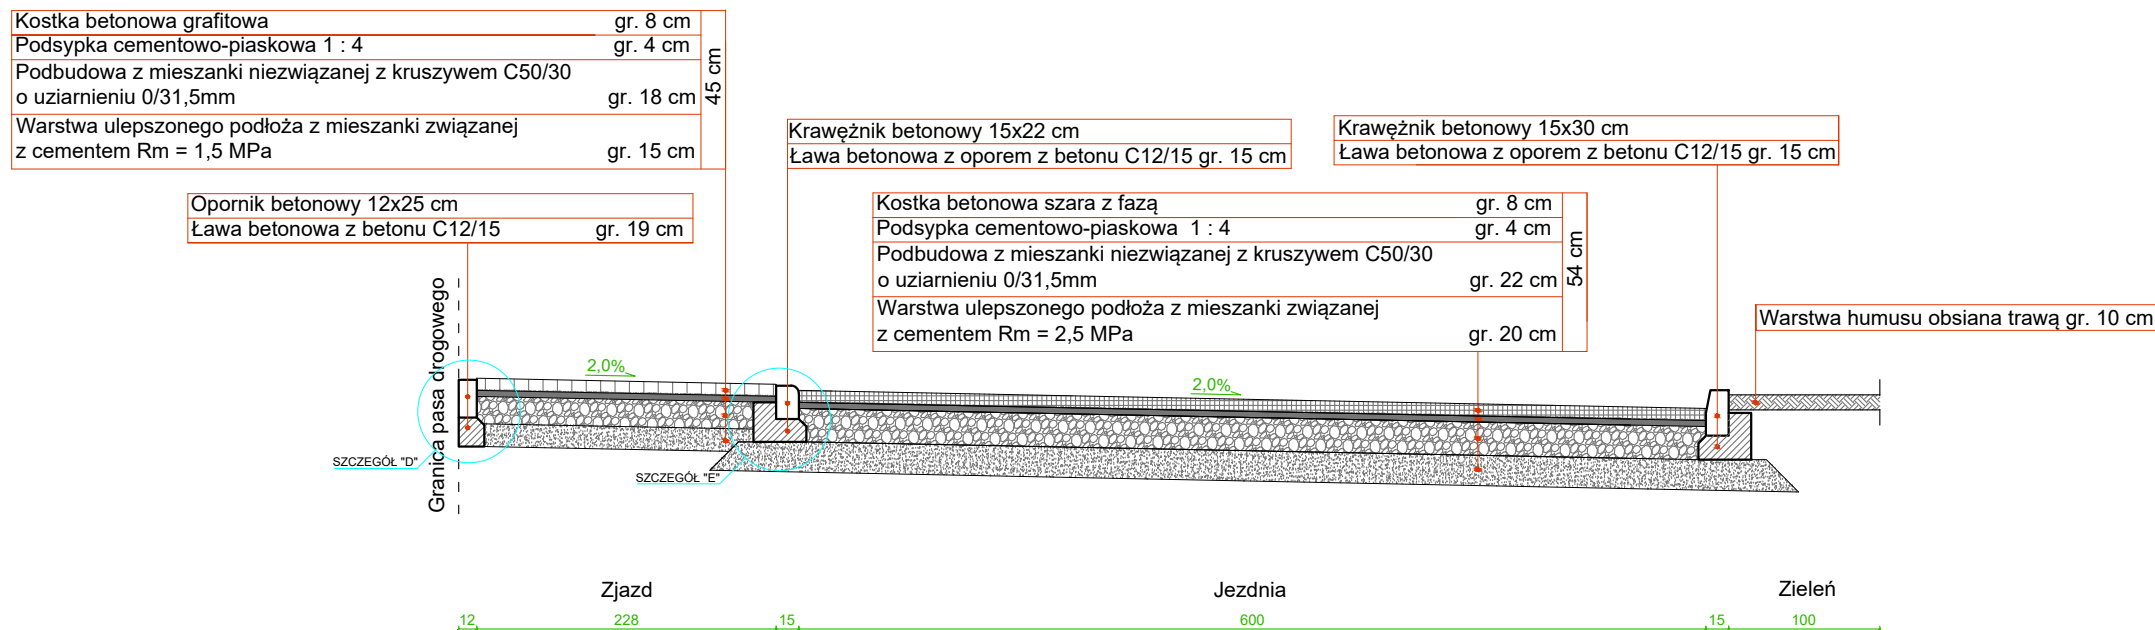 Kostka betonowa grafitowa gr. 8 cm
Podsypka cementowo-piaskowa 1 : 4 gr. 4 cm
Podbudowa z mieszanki niezwiązanej z kruszywem C50/30
o uziarnieniu 0/31,5mm gr. 18 cm
Warstwa ulepszonego podłoża z mieszanki związanej
z cementem Rm = 1,5 MPa gr. 15 cm
45 cm
Opornik betonowy 12x25 cm
Ława betonowa z betonu C12/15 gr. 19 cm
Krawężnik betonowy 15x22 cm
Ława betonowa z oporem z betonu C12/15 gr. 15 cm
Krawężnik betonowy 15x30 cm
Ława betonowa z oporem z betonu C12/15 gr. 15 cm
Kostka betonowa szara z fazą gr. 8 cm
Podsypka cementowo-piaskowa 1 : 4 gr. 4 cm
Podbudowa z mieszanki niezwiązanej z kruszywem C50/30
o uziarnieniu 0/31,5mm gr. 22 cm
Warstwa ulepszonego podłoża z mieszanki związanej
z cementem Rm = 2,5 MPa gr. 20 cm
54 cm
Warstwa humusu obsiana trawą gr. 10 cm
Granica pasa drogowego
2,0%
2,0%
SZCZEGÓŁ "D"
SZCZEGÓŁ "E"
Zjazd Jezdnia Zieleń
12 228 15 600 15 100